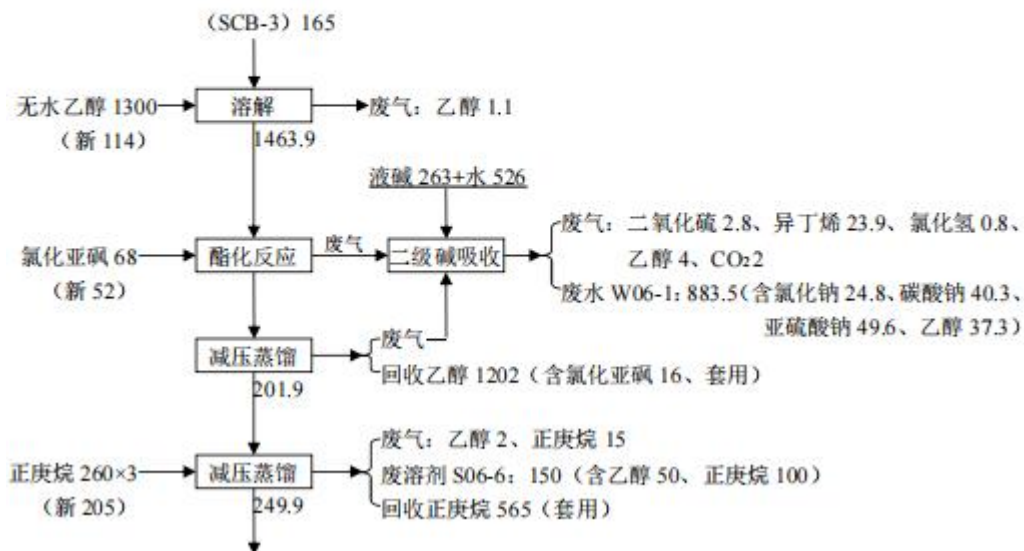 （SCB-3）165
无水乙醇 1300
（新 114）
溶解
废气：乙醇 1.1
1463.9
液碱 263+水 526
氯化亚砜 68
（新 52）
酯化反应
废气
二级碱吸收
废气：二氧化硫 2.8、异丁烯 23.9、氯化氢 0.8、
乙醇 4、CO₂2
废水 W06-1：883.5（含氯化钠 24.8、碳酸钠 40.3、
亚硫酸钠 49.6、乙醇 37.3）
减压蒸馏
废气
回收乙醇 1202（含氯化亚砜 16、套用）
201.9
正庚烷 260×3
（新 205）
减压蒸馏
废气：乙醇 2、正庚烷 15
废溶剂 S06-6：150（含乙醇 50、正庚烷 100）
回收正庚烷 565（套用）
249.9